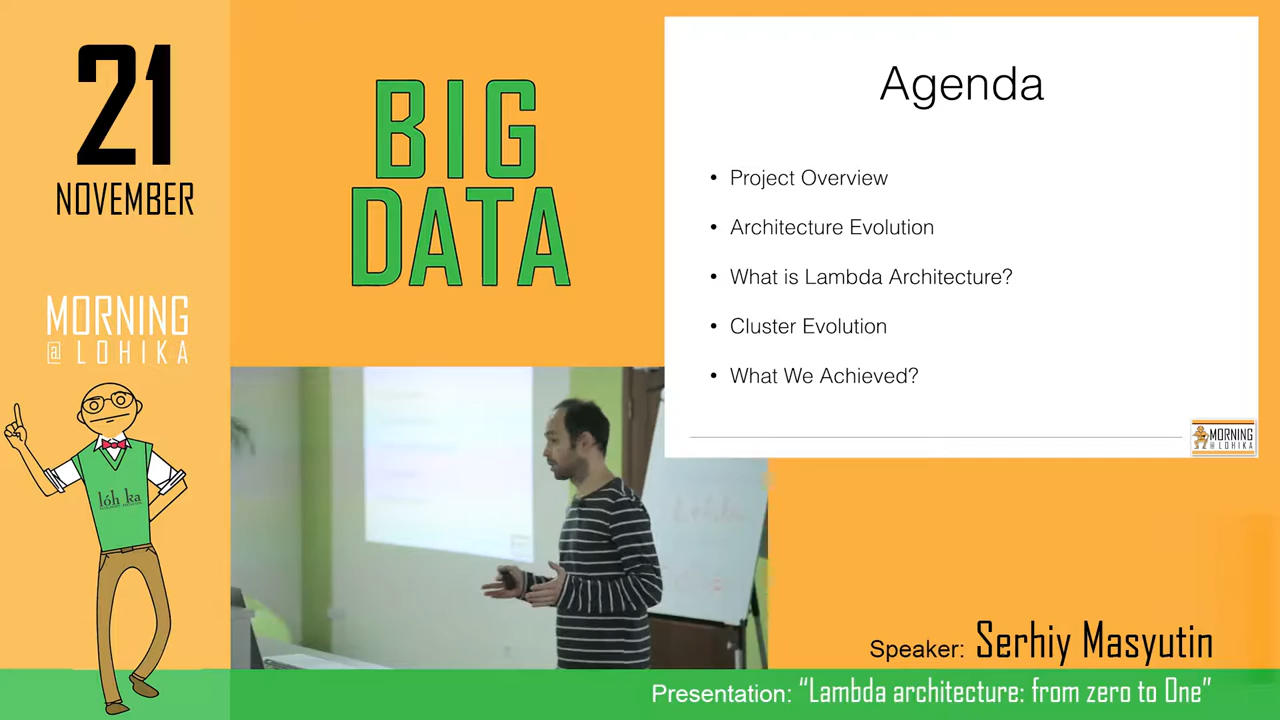 21
NOVEMBER
MORNING
@ LOHIKA
lóh ka
BIG
DATA
Agenda
• Project Overview
• Architecture Evolution
• What is Lambda Architecture?
• Cluster Evolution
• What We Achieved?
MORNING
@ LOHIKA
Speaker: Serhiy Masyutin
Presentation: “Lambda architecture: from zero to One”